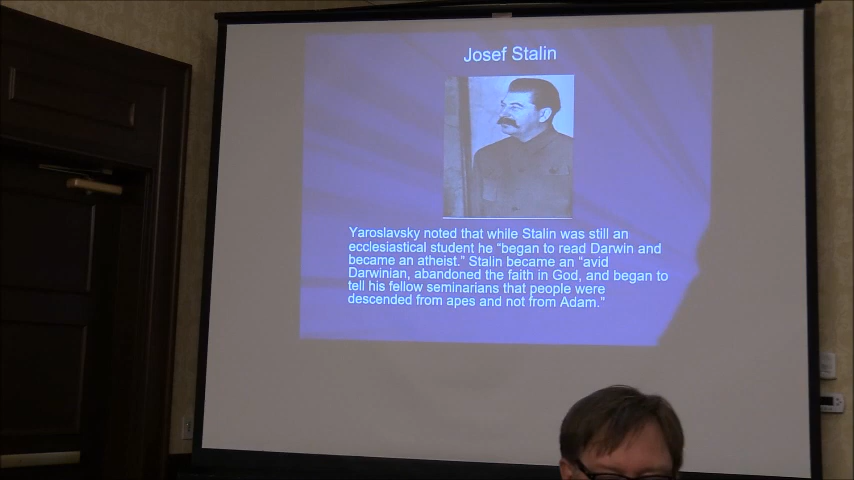 Josef Stalin
Yaroslavsky noted that while Stalin was still an
ecclesiastical student he “began to read Darwin and
became an atheist.” Stalin became an “avid
Darwinian, abandoned the faith in God, and began to
tell his fellow seminarians that people were
descended from apes and not from Adam.”